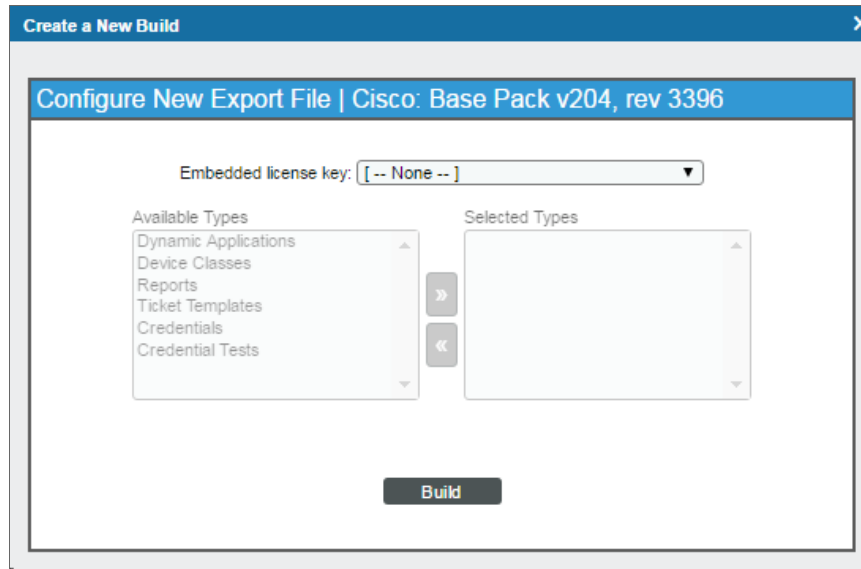 Create a New Build
Configure New Export File | Cisco: Base Pack v204, rev 3396
Embedded license key: [ -- None -- ]
Available Types
Selected Types
Dynamic Applications
Device Classes
Reports
Ticket Templates
Credentials
Credential Tests
»
«
Build